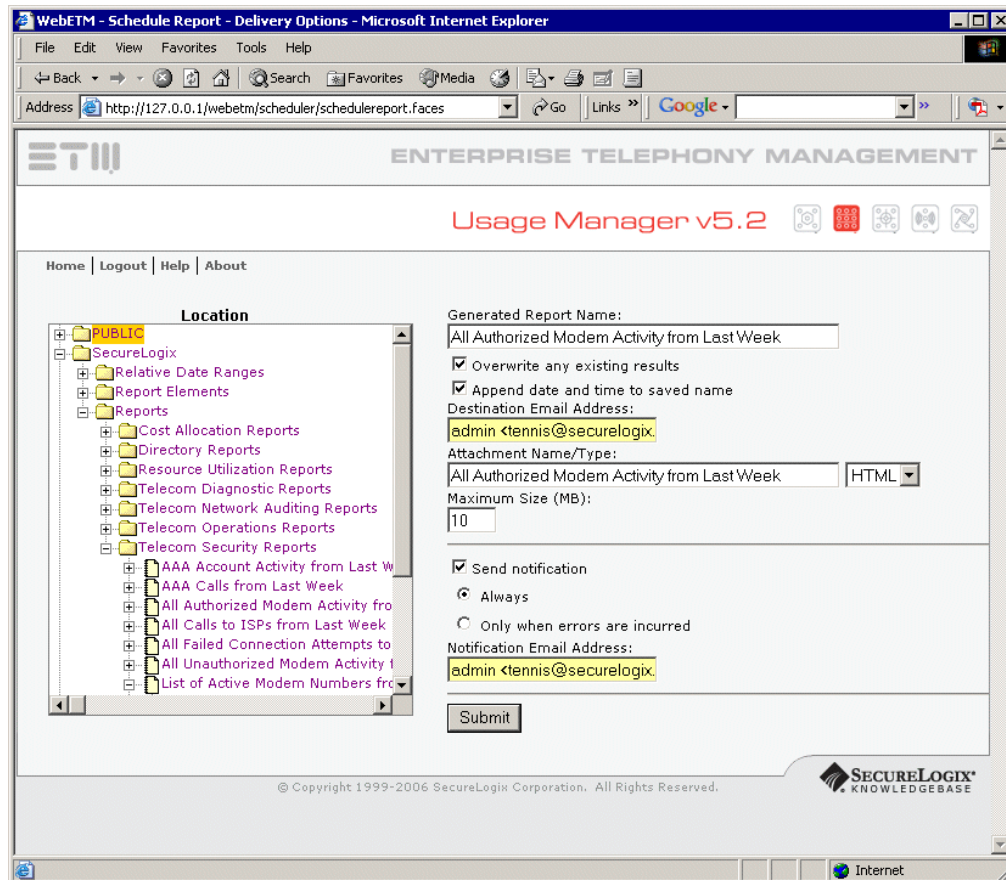 WebETM - Schedule Report - Delivery Options - Microsoft Internet Explorer
File Edit View Favorites Tools Help
Back Search Favorites Media
Address http://127.0.0.1/webetm/scheduler/schedulereport.faces Go Links » Google »
ETM ENTERPRISE TELEPHONY MANAGEMENT
Usage Manager v5.2
Home | Logout | Help | About
Location
PUBLIC
SecureLogix
Relative Date Ranges
Report Elements
Reports
Cost Allocation Reports
Directory Reports
Resource Utilization Reports
Telecom Diagnostic Reports
Telecom Network Auditing Reports
Telecom Operations Reports
Telecom Security Reports
AAA Account Activity from Last W
AAA Calls from Last Week
All Authorized Modem Activity fro
All Calls to ISPs from Last Week
All Failed Connection Attempts to
All Unauthorized Modem Activity f
List of Active Modem Numbers fro
Generated Report Name:
All Authorized Modem Activity from Last Week
Overwrite any existing results
Append date and time to saved name
Destination Email Address:
admin <tennis@securelogix.
Attachment Name/Type:
All Authorized Modem Activity from Last Week HTML
Maximum Size (MB):
10
Send notification
Always
Only when errors are incurred
Notification Email Address:
admin <tennis@securelogix.
Submit
© Copyright 1999-2006 SecureLogix Corporation. All Rights Reserved.
SECURELOGIX
KNOWLEDGEBASE
Internet